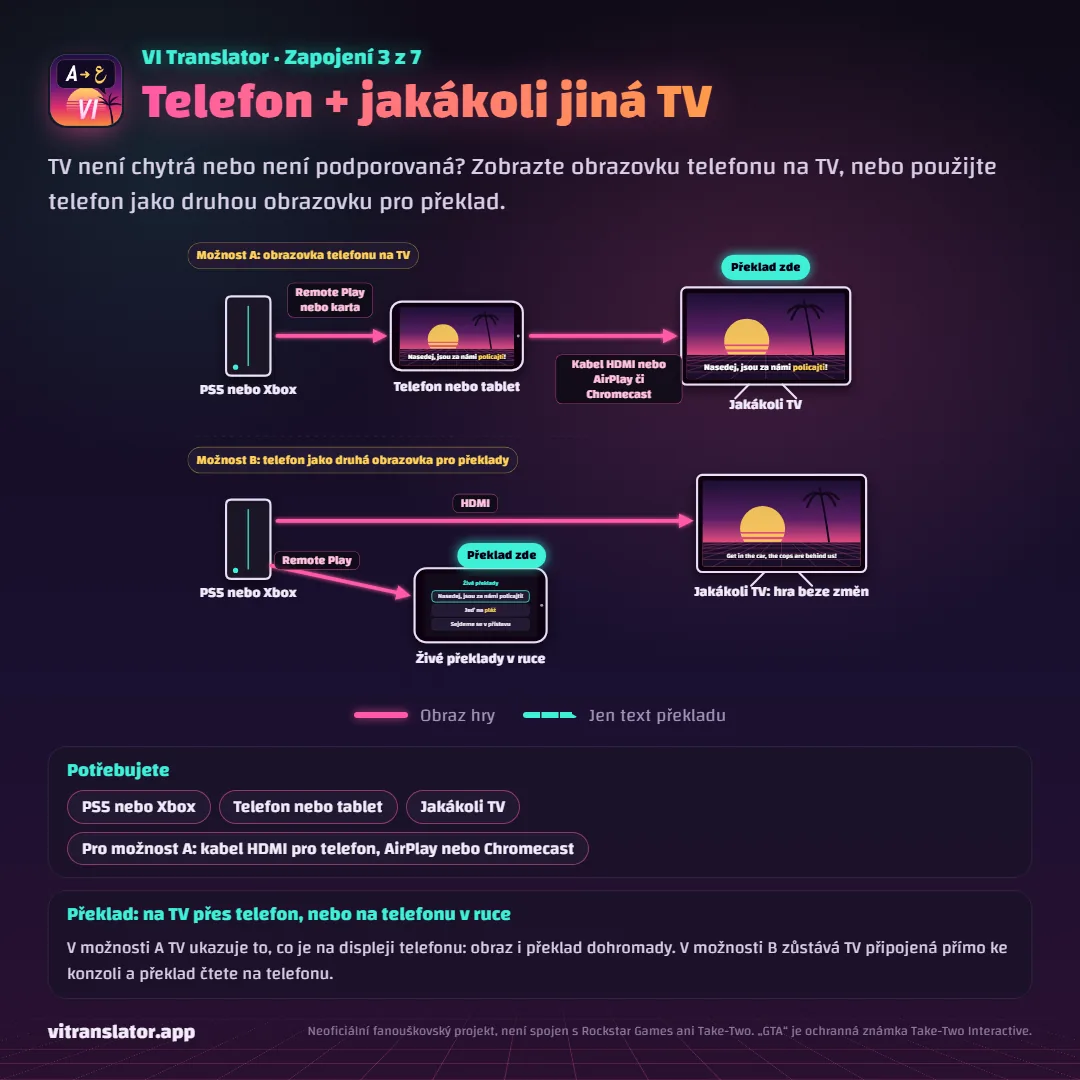 A→ع
VI
VI Translator · Zapojení 3 z 7
Telefon + jakákoli jiná TV
TV není chytrá nebo není podporovaná? Zobrazte obrazovku telefonu na TV, nebo použijte
telefon jako druhou obrazovku pro překlad.
Možnost A: obrazovka telefonu na TV
Překlad zde
Remote Play
nebo karta
Nasedej, jsou za námi policajti!
Nasedej, jsou za námi policajti!
Kabel HDMI nebo
AirPlay či
Chromecast
PS5 nebo Xbox
Telefon nebo tablet
Jakákoli TV
Možnost B: telefon jako druhá obrazovka pro překlady
HDMI
Překlad zde
Get in the car, the cops are behind us!
Remote Play
Živé překlady
Nasedej, jsou za námi policajti!
Jeď na pláž
Sejdeme se v přístavu
PS5 nebo Xbox
Jakákoli TV: hra beze změn
Živé překlady v ruce
Obraz hry
Jen text překladu
Potřebujete
PS5 nebo Xbox
Telefon nebo tablet
Jakákoli TV
Pro možnost A: kabel HDMI pro telefon, AirPlay nebo Chromecast
Překlad: na TV přes telefon, nebo na telefonu v ruce
V možnosti A TV ukazuje to, co je na displeji telefonu: obraz i překlad dohromady. V možnosti B zůstává TV připojená přímo ke
konzoli a překlad čtete na telefonu.
vitranslator.app
Neoficiální fanouškovský projekt, není spojen s Rockstar Games ani Take-Two. „GTA“ je ochranná známka Take-Two Interactive.